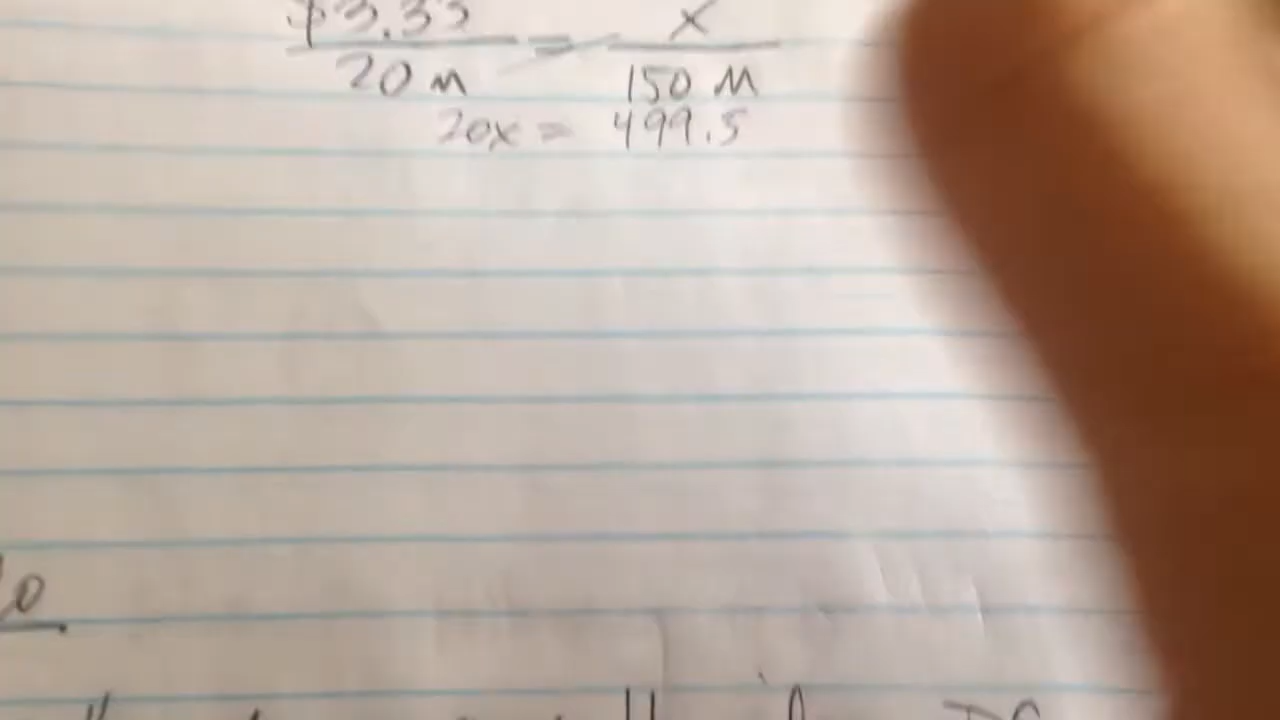 $3.33 = x
20 m 150 M
20x = 499.5